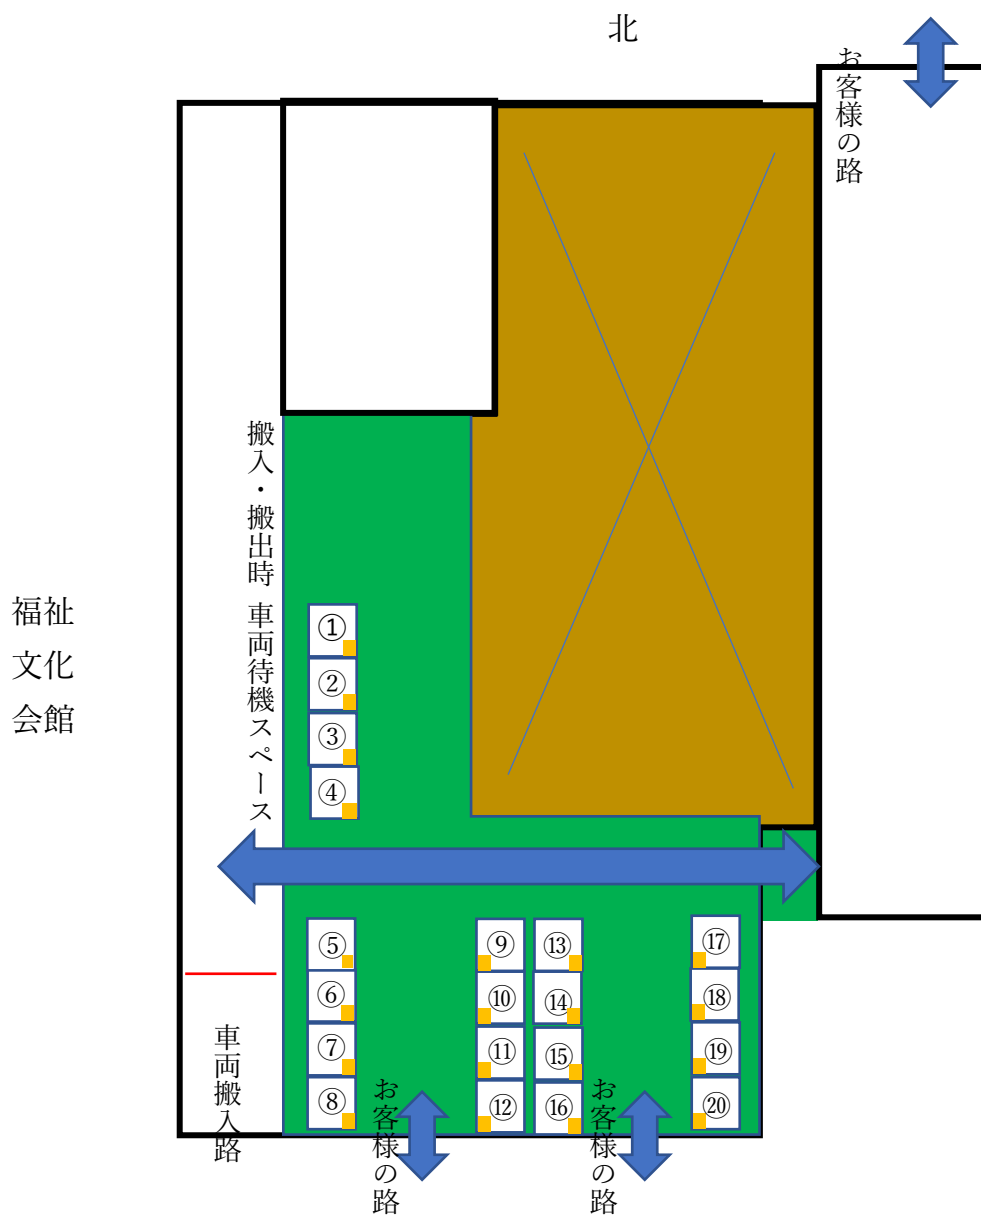 北
お客様の路
搬入・搬出時 車両待機スペース
福祉
文化
会館
①
②
③
④
⑤
⑥
⑦
⑧
⑨
⑩
⑪
⑫
⑬
⑭
⑮
⑯
⑰
⑱
⑲
⑳
車両搬入路
お客様の路
お客様の路